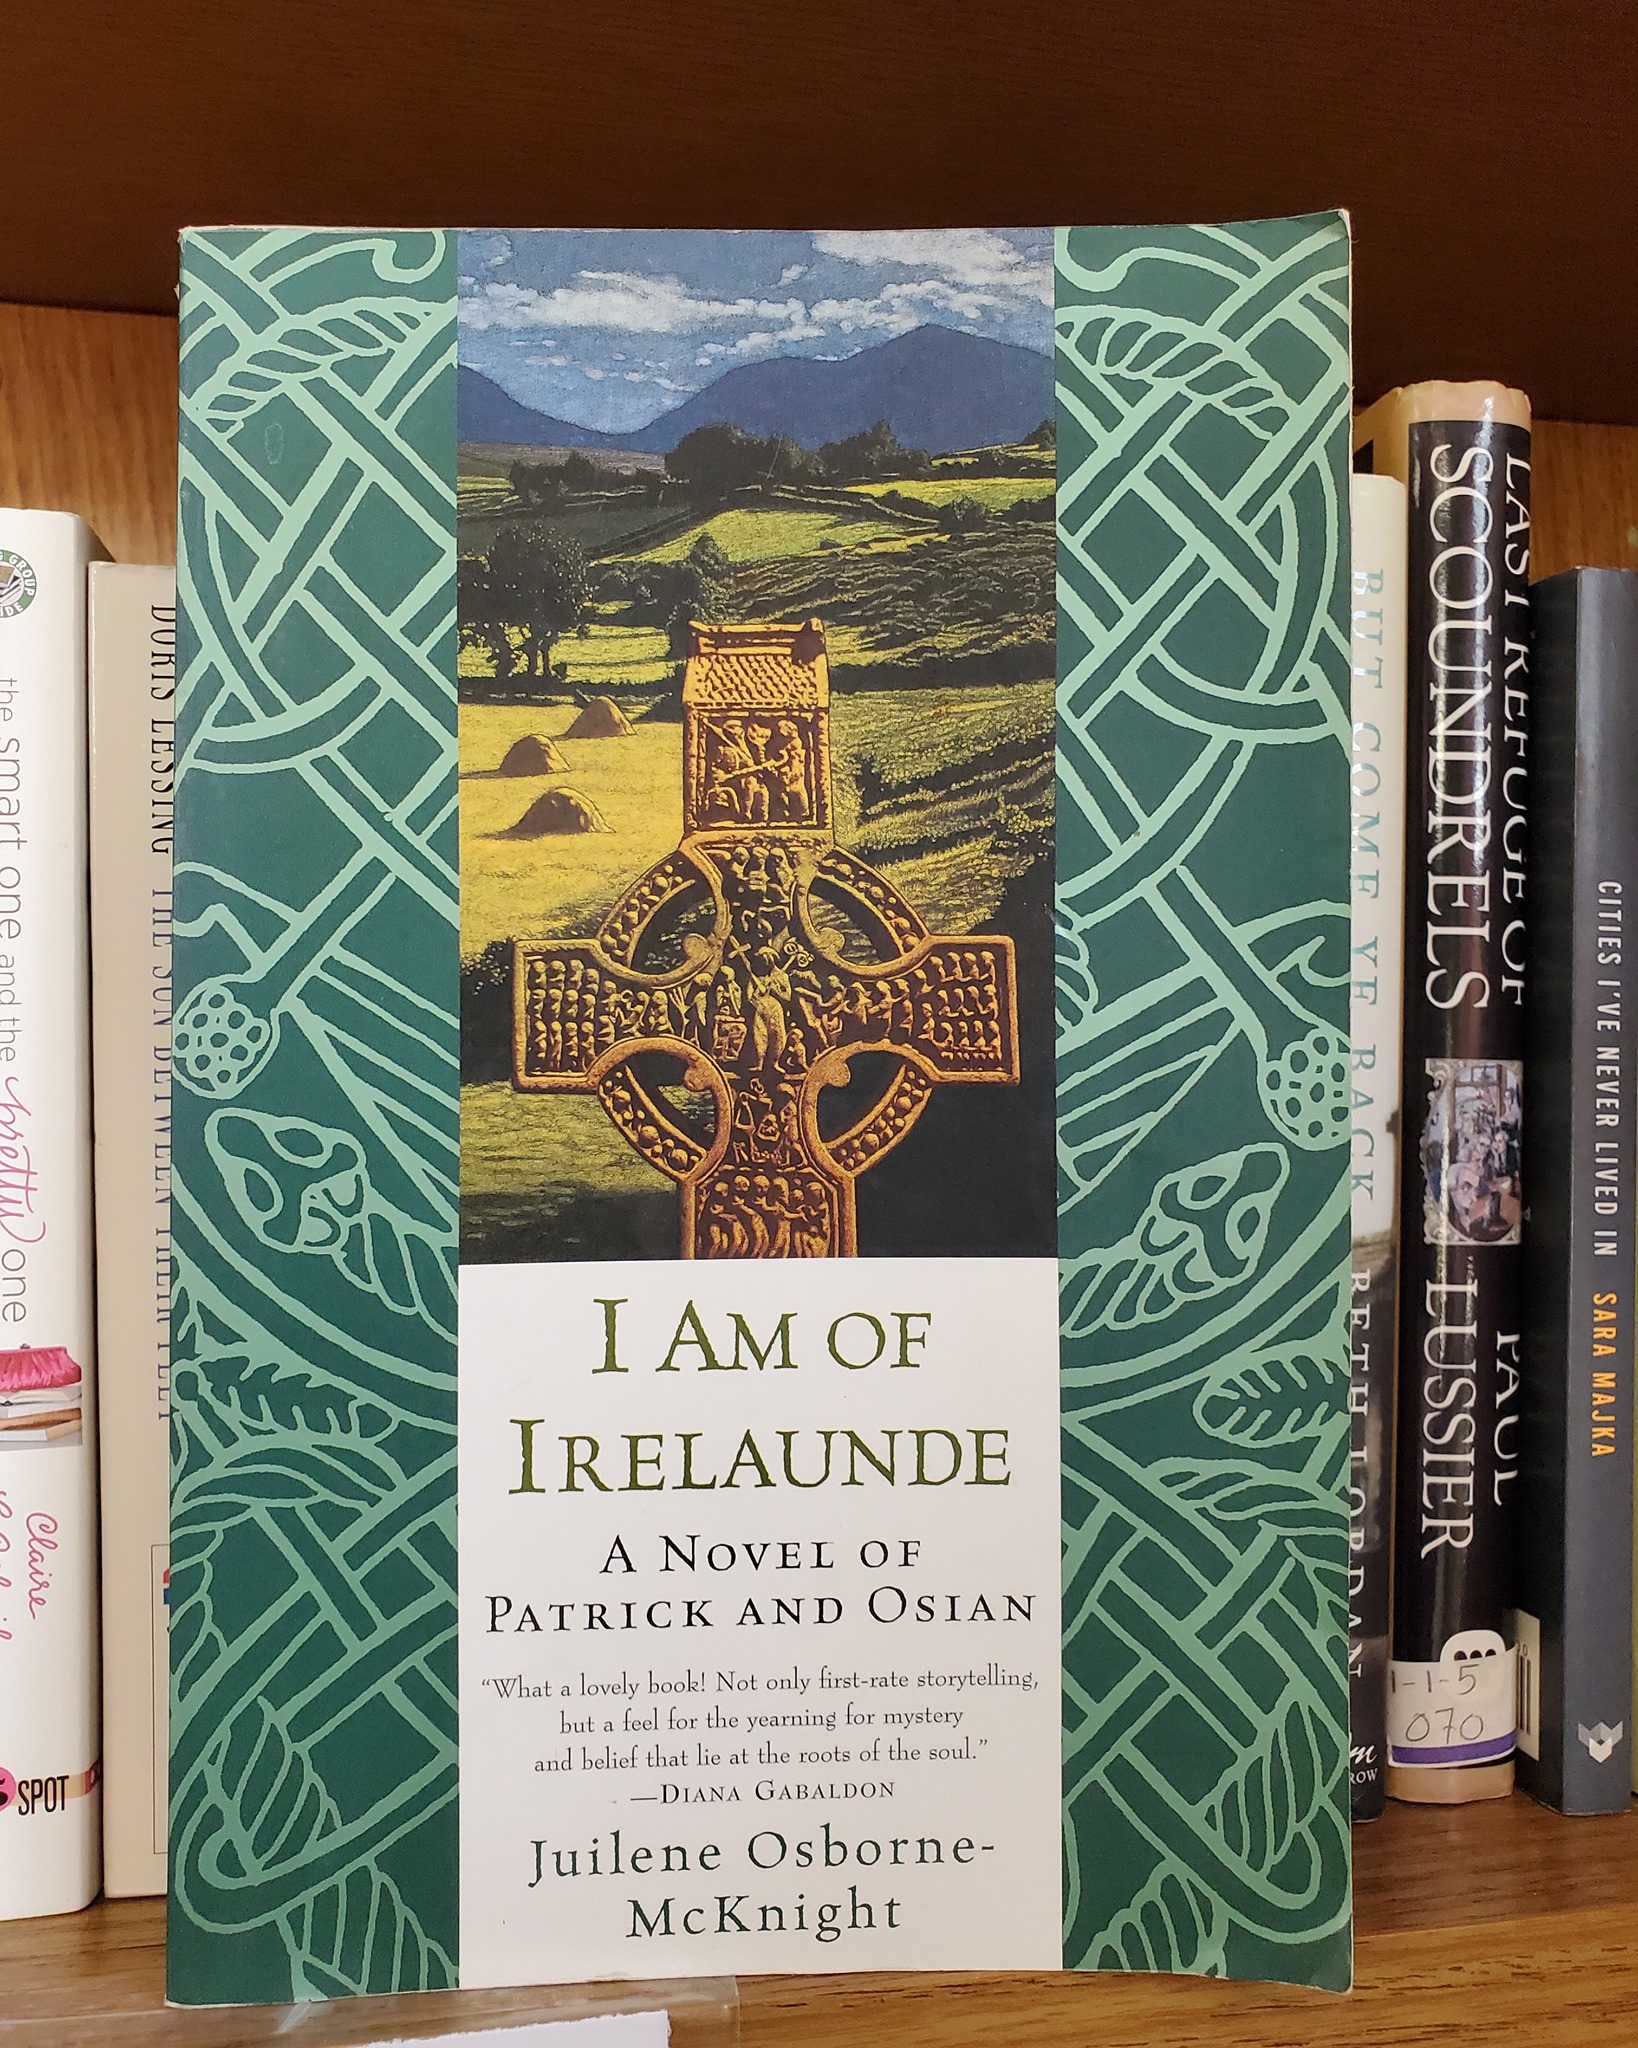 I AM OF
IRELAUNDE
A NOVEL OF
PATRICK AND OSIAN
“What a lovely book! Not only first-rate storytelling,
but a feel for the yearning for mystery
and belief that lie at the roots of the soul.”
—DIANA GABALDON
Juilene Osborne-
McKnight
the smart one and the pretty one
Claire
SPOT
DORIS LESSING THE SUN BETWEEN THEIR FEET
BUT COME YE BACK BETH LORDAN
ROW
LAST REFUGE OF
SCOUNDRELS
PAUL
LUSSIER
1-1-5
070
CITIES I'VE NEVER LIVED IN SARA MAJKA